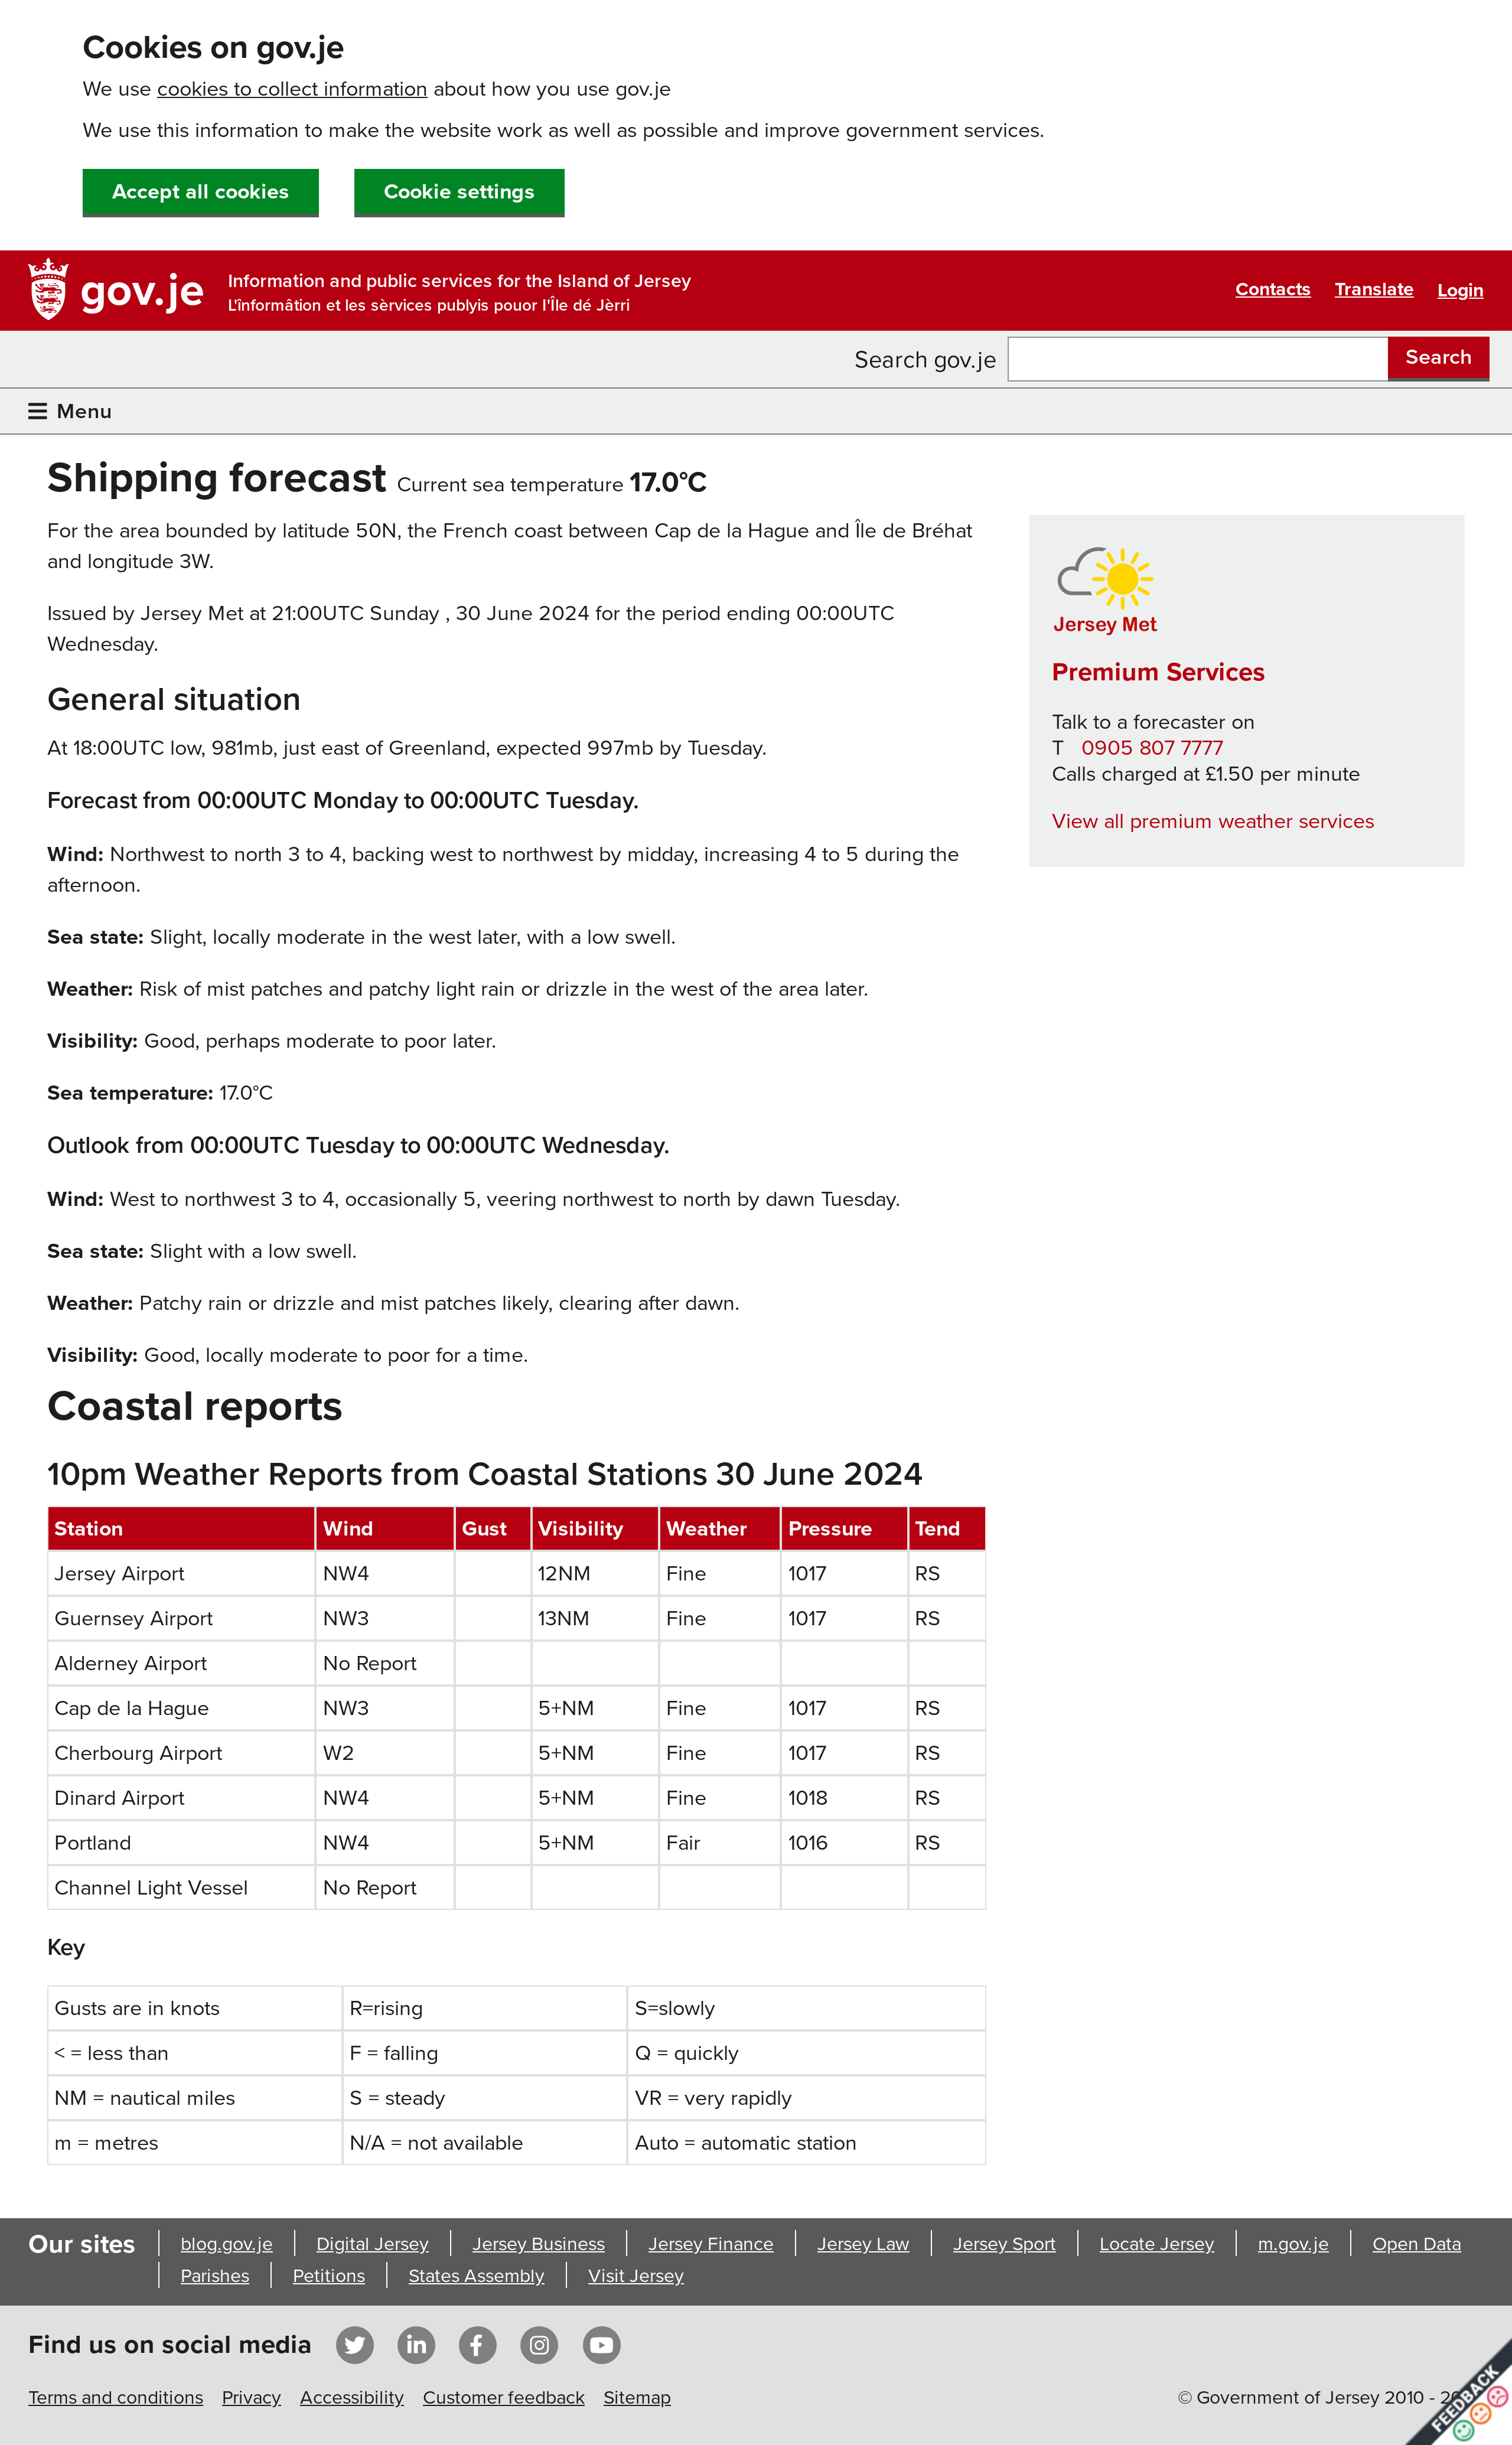 Cookies on gov.je
We use cookies to collect information about how you use gov.je
We use this information to make the website work as well as possible and improve government services.
Accept all cookies Cookie settings
gov.je
Information and public services for the Island of Jersey
L'înformâtion et les sèrvices publyis pouor I'Île dé Jèrri
Contacts Translate Login
Search gov.je Search
Menu
Shipping forecast Current sea temperature 17.0°C
For the area bounded by latitude 50N, the French coast between Cap de la Hague and Île de Bréhat
and longitude 3W.
Issued by Jersey Met at 21:00UTC Sunday , 30 June 2024 for the period ending 00:00UTC
Wednesday.
General situation
At 18:00UTC low, 981mb, just east of Greenland, expected 997mb by Tuesday.
Forecast from 00:00UTC Monday to 00:00UTC Tuesday.
Wind: Northwest to north 3 to 4, backing west to northwest by midday, increasing 4 to 5 during the
afternoon.
Sea state: Slight, locally moderate in the west later, with a low swell.
Weather: Risk of mist patches and patchy light rain or drizzle in the west of the area later.
Visibility: Good, perhaps moderate to poor later.
Sea temperature: 17.0°C
Outlook from 00:00UTC Tuesday to 00:00UTC Wednesday.
Wind: West to northwest 3 to 4, occasionally 5, veering northwest to north by dawn Tuesday.
Sea state: Slight with a low swell.
Weather: Patchy rain or drizzle and mist patches likely, clearing after dawn.
Visibility: Good, locally moderate to poor for a time.
Jersey Met
Premium Services
Talk to a forecaster on
T 0905 807 7777
Calls charged at £1.50 per minute
View all premium weather services
Coastal reports
10pm Weather Reports from Coastal Stations 30 June 2024
Station Wind Gust Visibility Weather Pressure Tend
Jersey Airport NW4 12NM Fine 1017 RS
Guernsey Airport NW3 13NM Fine 1017 RS
Alderney Airport No Report
Cap de la Hague NW3 5+NM Fine 1017 RS
Cherbourg Airport W2 5+NM Fine 1017 RS
Dinard Airport NW4 5+NM Fine 1018 RS
Portland NW4 5+NM Fair 1016 RS
Channel Light Vessel No Report
Key
Gusts are in knots R=rising S=slowly
< = less than F = falling Q = quickly
NM = nautical miles S = steady VR = very rapidly
m = metres N/A = not available Auto = automatic station
Our sites blog.gov.je Digital Jersey Jersey Business Jersey Finance Jersey Law Jersey Sport Locate Jersey m.gov.je Open Data
Parishes Petitions States Assembly Visit Jersey
Find us on social media
Terms and conditions Privacy Accessibility Customer feedback Sitemap
© Government of Jersey 2010 -
FEEDBACK